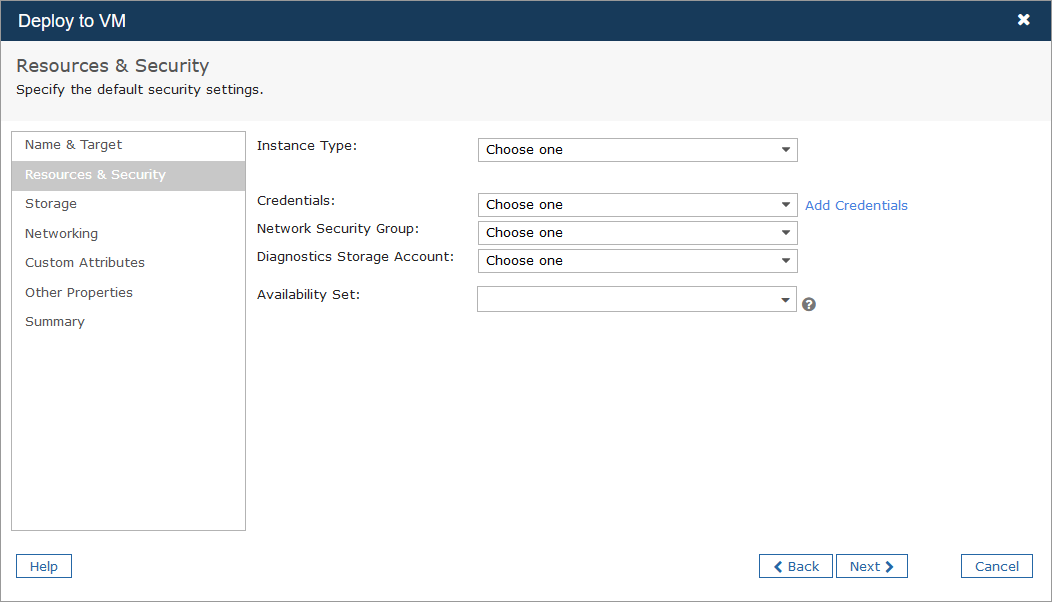 Deploy to VM
Resources & Security
Specify the default security settings.
Name & Target
Resources & Security
Storage
Networking
Custom Attributes
Other Properties
Summary
Instance Type: Choose one
Credentials: Choose one Add Credentials
Network Security Group: Choose one
Diagnostics Storage Account: Choose one
Availability Set:
Help Back Next Cancel